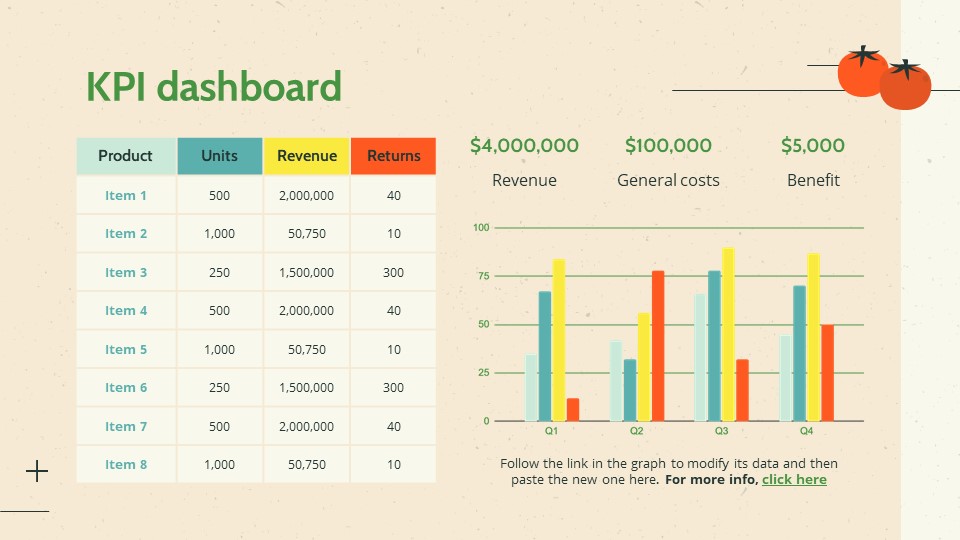 KPI dashboard
Product Units Revenue Returns
Item 1 500 2,000,000 40
Item 2 1,000 50,750 10
Item 3 250 1,500,000 300
Item 4 500 2,000,000 40
Item 5 1,000 50,750 10
Item 6 250 1,500,000 300
Item 7 500 2,000,000 40
Item 8 1,000 50,750 10
$4,000,000 $100,000 $5,000
Revenue General costs Benefit
100
75
50
25
0
Q1 Q2 Q3 Q4
Follow the link in the graph to modify its data and then
paste the new one here. For more info, click here